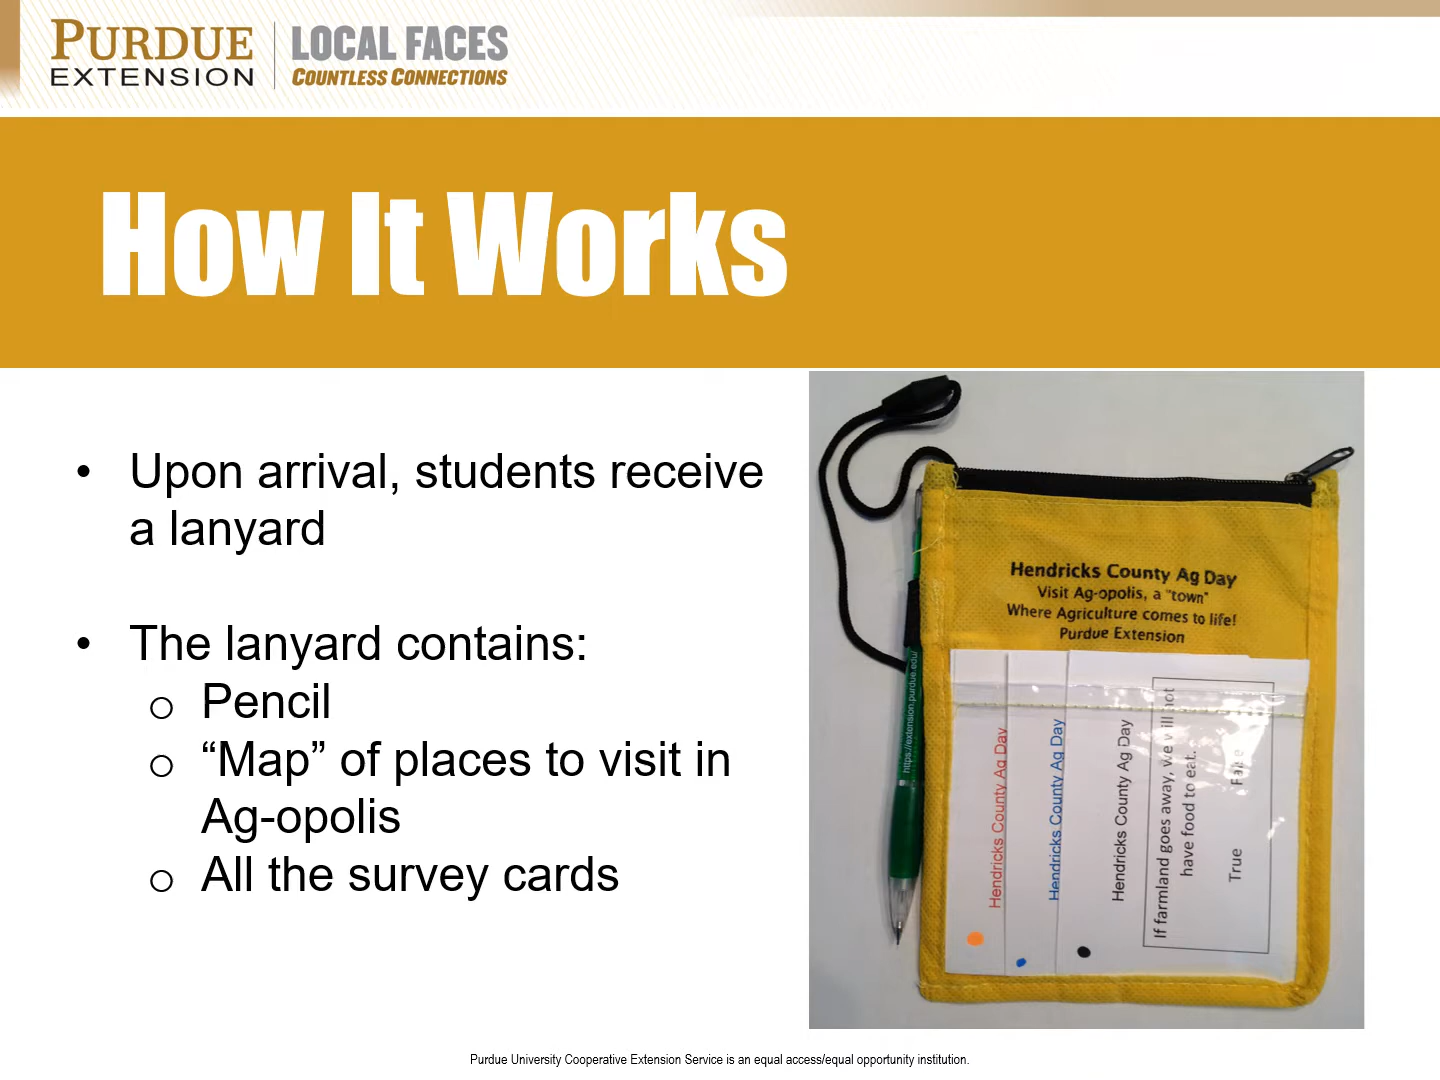 PURDUE
EXTENSION
LOCAL FACES
COUNTLESS CONNECTIONS
How It Works
• Upon arrival, students receive
a lanyard
• The lanyard contains:
o Pencil
o “Map” of places to visit in
Ag-opolis
o All the survey cards
Hendricks County Ag Day
Visit Ag-opolis, a "town"
Where Agriculture comes to life!
Purdue Extension
https://extension.purdue.edu/
Hendricks County Ag Day
Hendricks County Ag Day
Hendricks County Ag Day
If farmland goes away, we will not
have food to eat.
True False
Purdue University Cooperative Extension Service is an equal access/equal opportunity institution.